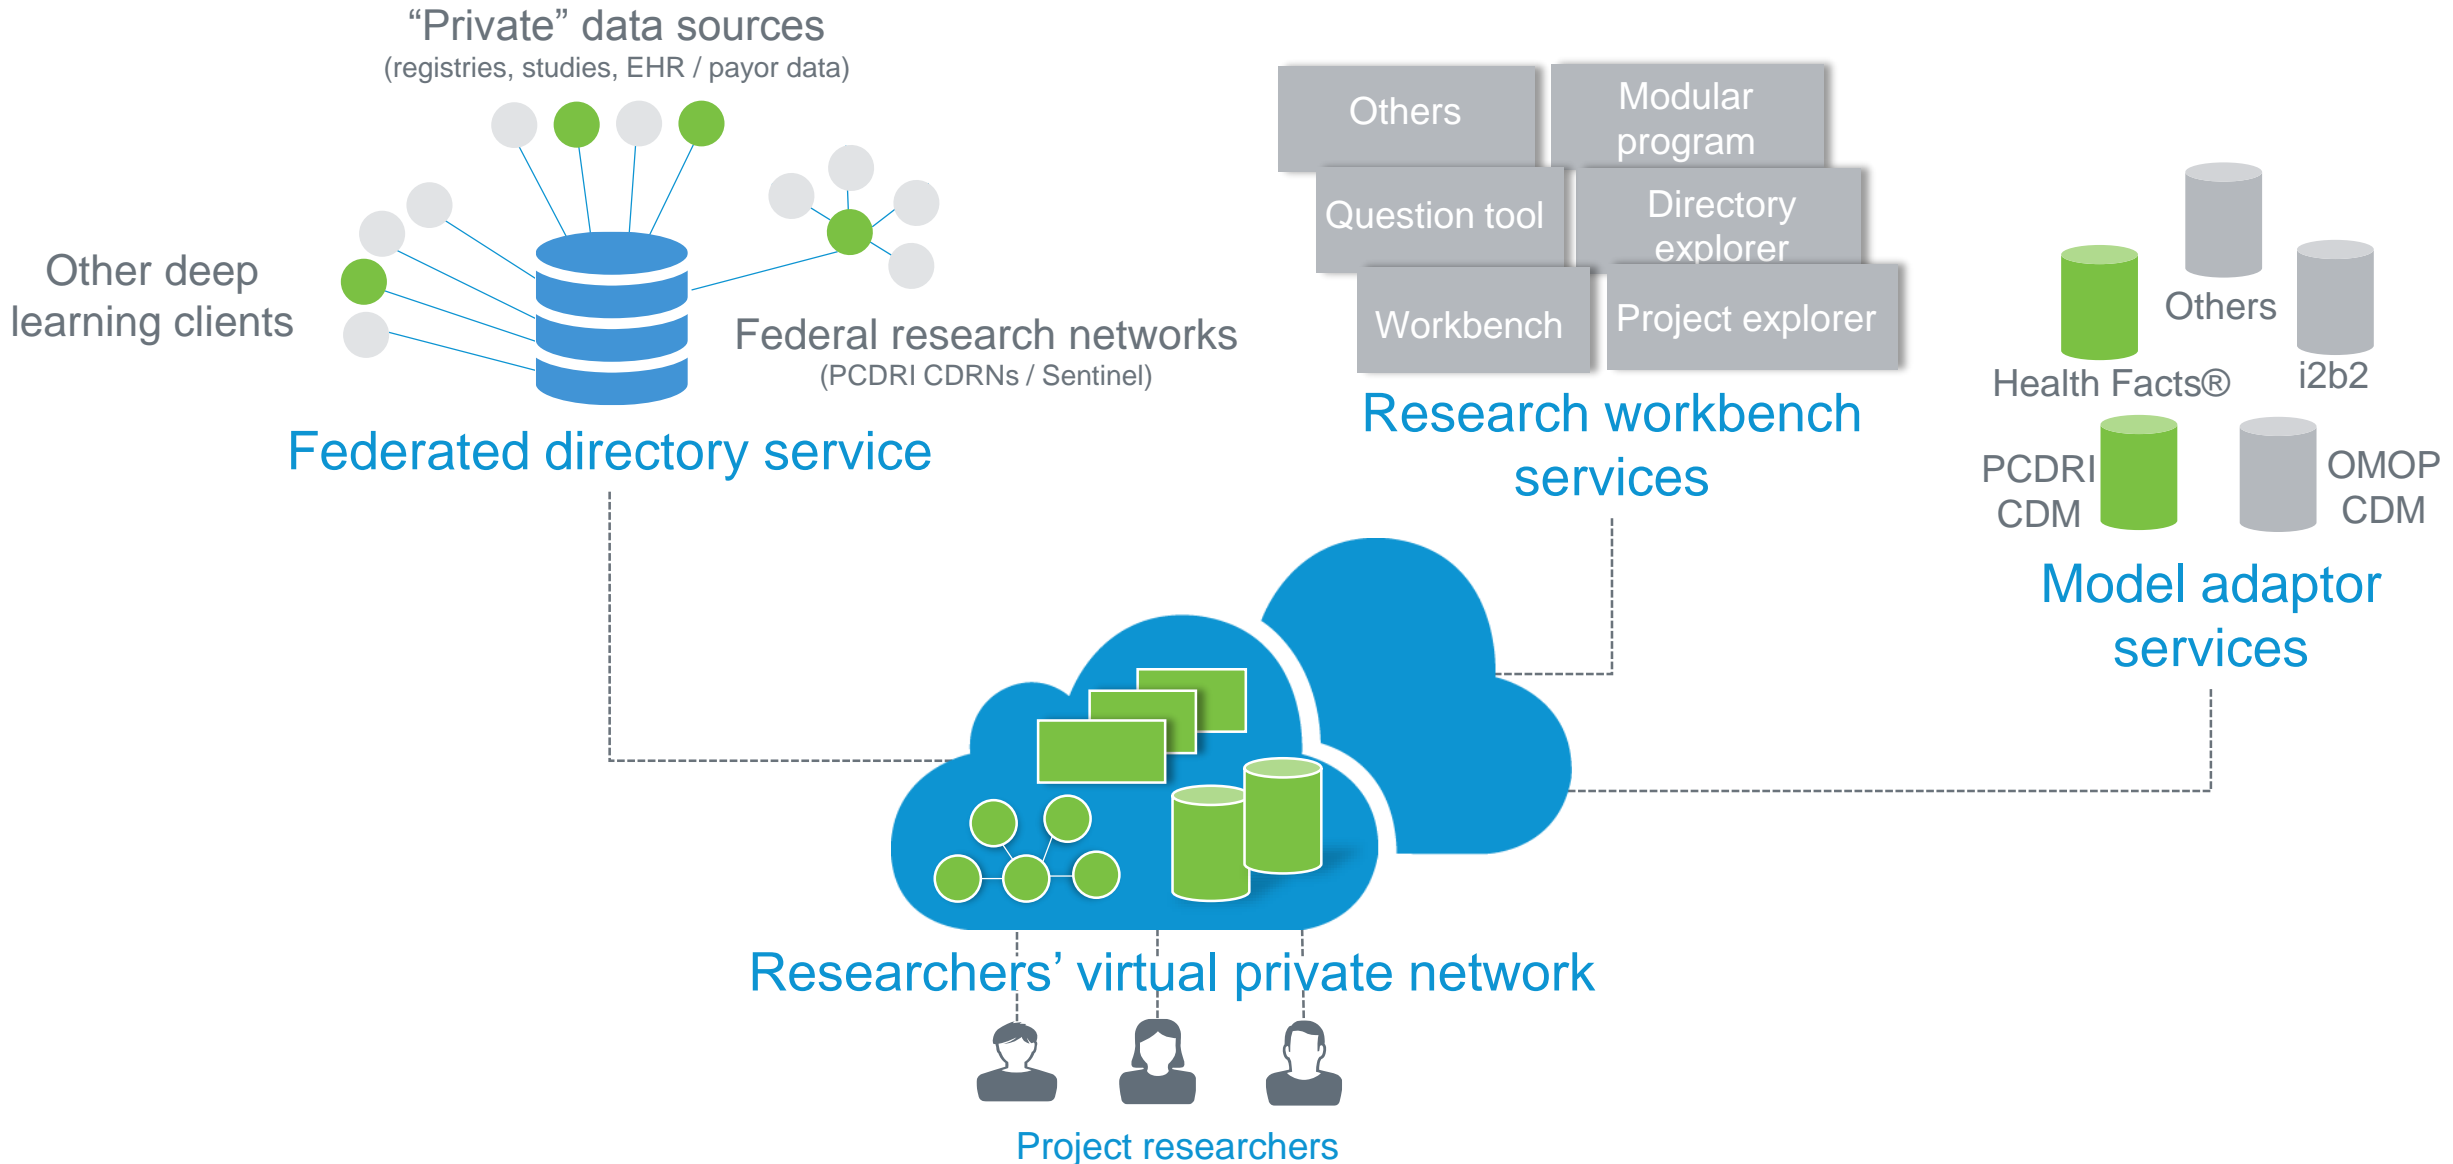 “Private” data sources
(registries, studies, EHR / payor data)
Other deep
learning clients
Federal research networks
(PCDRI CDRNs / Sentinel)
Federated directory service
Others
Modular
program
Question tool
Directory
explorer
Workbench
Project explorer
Research workbench
services
Others
Health Facts®
i2b2
PCDRI
CDM
OMOP
CDM
Model adaptor
services
Researchers’ virtual private network
Project researchers